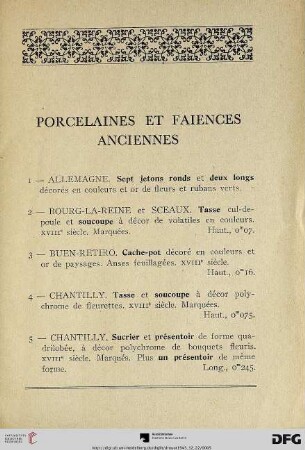 PORCELAINES ET FAIENCES
ANCIENNES
1 — ALLEMAGNE. Sept jetons ronds et deux longs
décorés en couleurs et or de fleurs et rubans verts.
2 — BOURG-LA-REINE et SCEAUX. Tasse cul-de-
poule et soucoupe à décor de volatiles en couleurs.
XVIIIe siècle. Marquées. Haut., 0m07.
3 — BUEN-RETIRO. Cache-pot décoré en couleurs et
or de paysages. Anses feuillagées. XVIIIe siècle.
Haut., 0m16.
4 — CHANTILLY. Tasse et soucoupe à décor poly-
chrome de fleurettes. XVIIIe siècle. Marquées.
Haut., 0m075.
5 — CHANTILLY. Sucrier et présentoir de forme qua-
drilobée, à décor polychrome de bouquets fleuris.
XVIIIe siècle. Marqués. Plus un présentoir de même
forme. Long., 0m245.
DFG